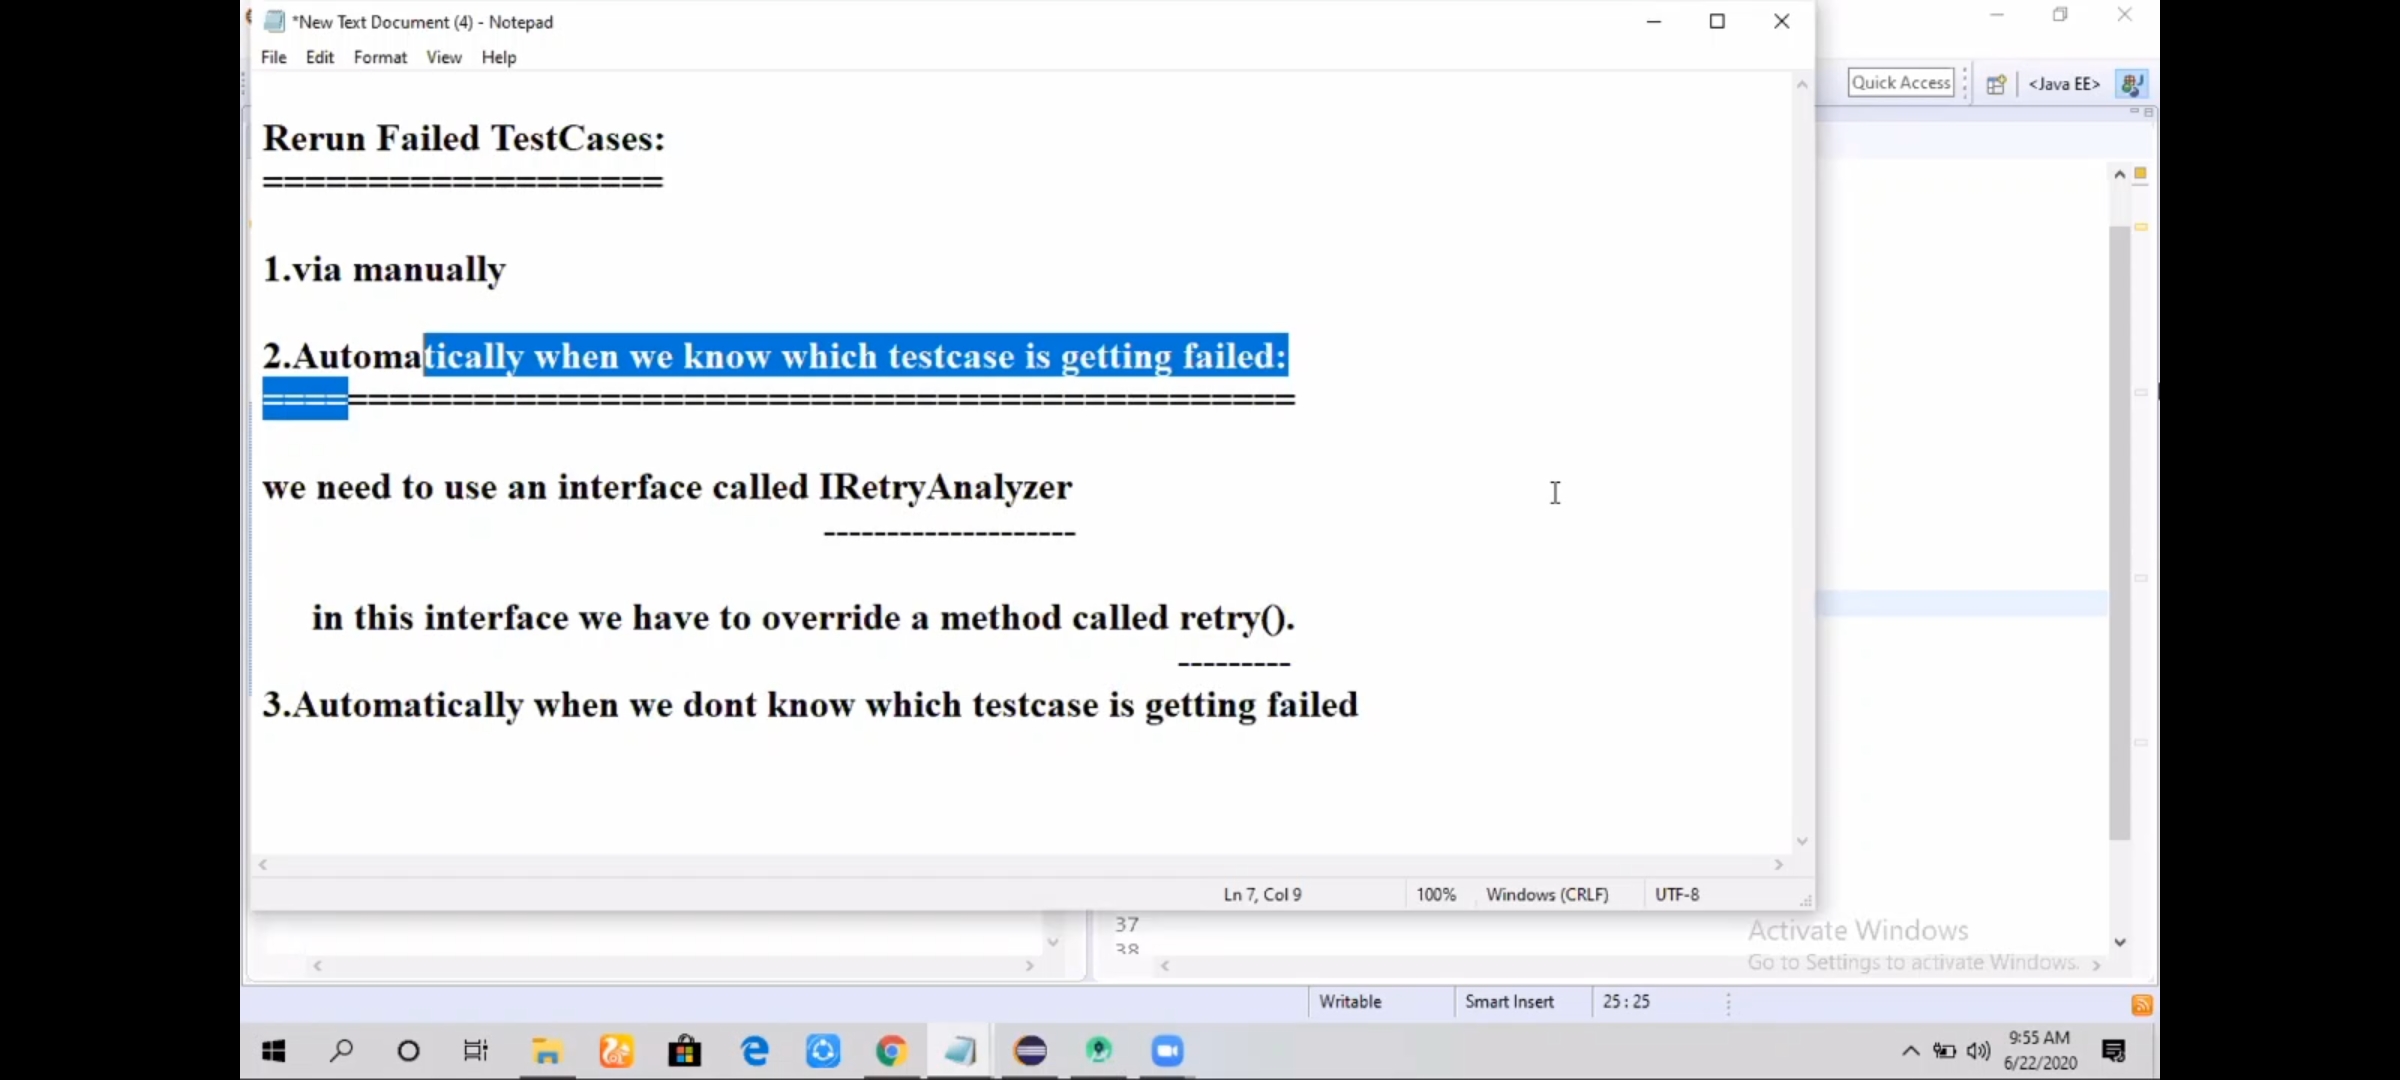 *New Text Document (4) - Notepad
File Edit Format View Help
Quick Access
<Java EE>
Rerun Failed TestCases:
===================
1.via manually
2.Automatically when we know which testcase is getting failed:
=================================================
we need to use an interface called IRetryAnalyzer
--------------------
in this interface we have to override a method called retry().
---------
3.Automatically when we dont know which testcase is getting failed
Ln 7, Col 9
100%
Windows (CRLF)
UTF-8
37
38
Activate Windows
Go to Settings to activate Windows.
Writable
Smart Insert
25 : 25
9:55 AM
6/22/2020